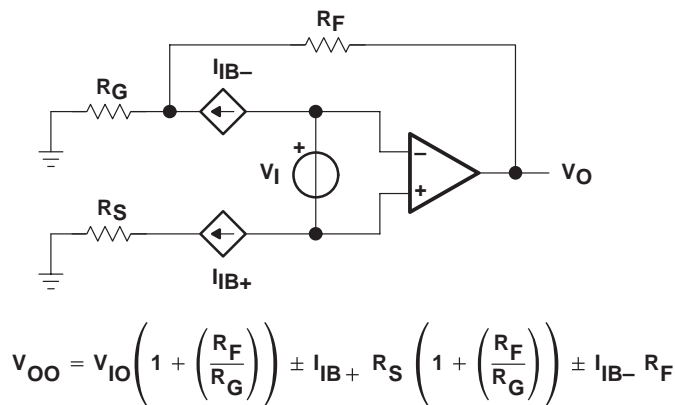 RF
IIB–
RG
+
VI
–
+
VO
RS
IIB+
VOO = VIO(1 + (RF/RG)) ± IIB+ RS (1 + (RF/RG)) ± IIB– RF